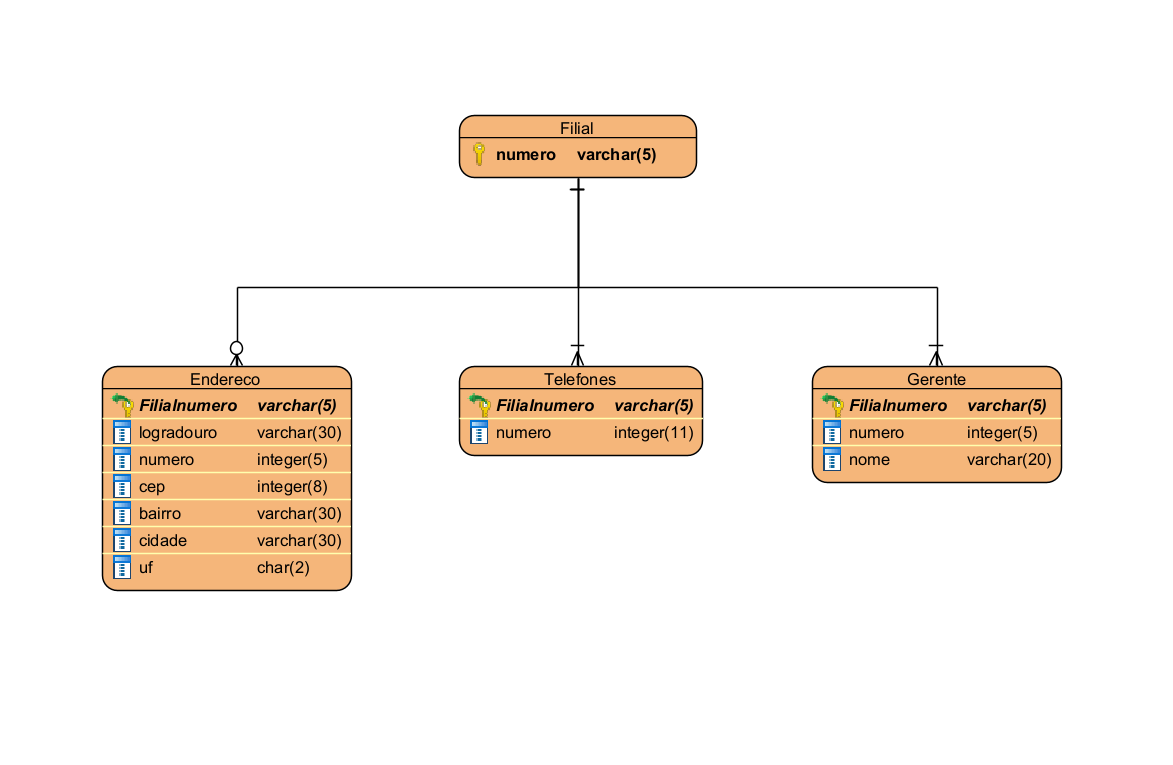 Filial
numero varchar(5)
Endereco
Filialnumero varchar(5)
logradouro varchar(30)
numero integer(5)
cep integer(8)
bairro varchar(30)
cidade varchar(30)
uf char(2)
Telefones
Filialnumero varchar(5)
numero integer(11)
Gerente
Filialnumero varchar(5)
numero integer(5)
nome varchar(20)